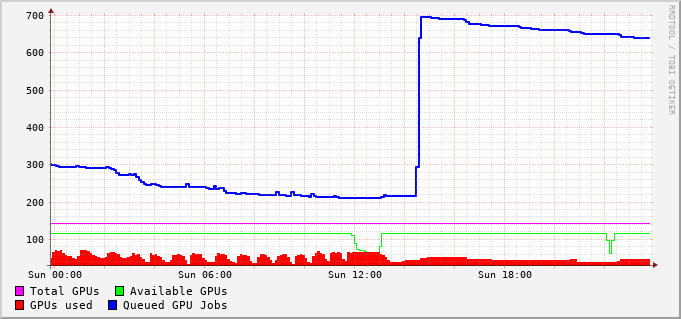 700
600
500
400
300
200
100
Sun 00:00 Sun 06:00 Sun 12:00 Sun 18:00
Total GPUs Available GPUs
GPUs used Queued GPU Jobs
RRDTOOL / TOBI OETIKER